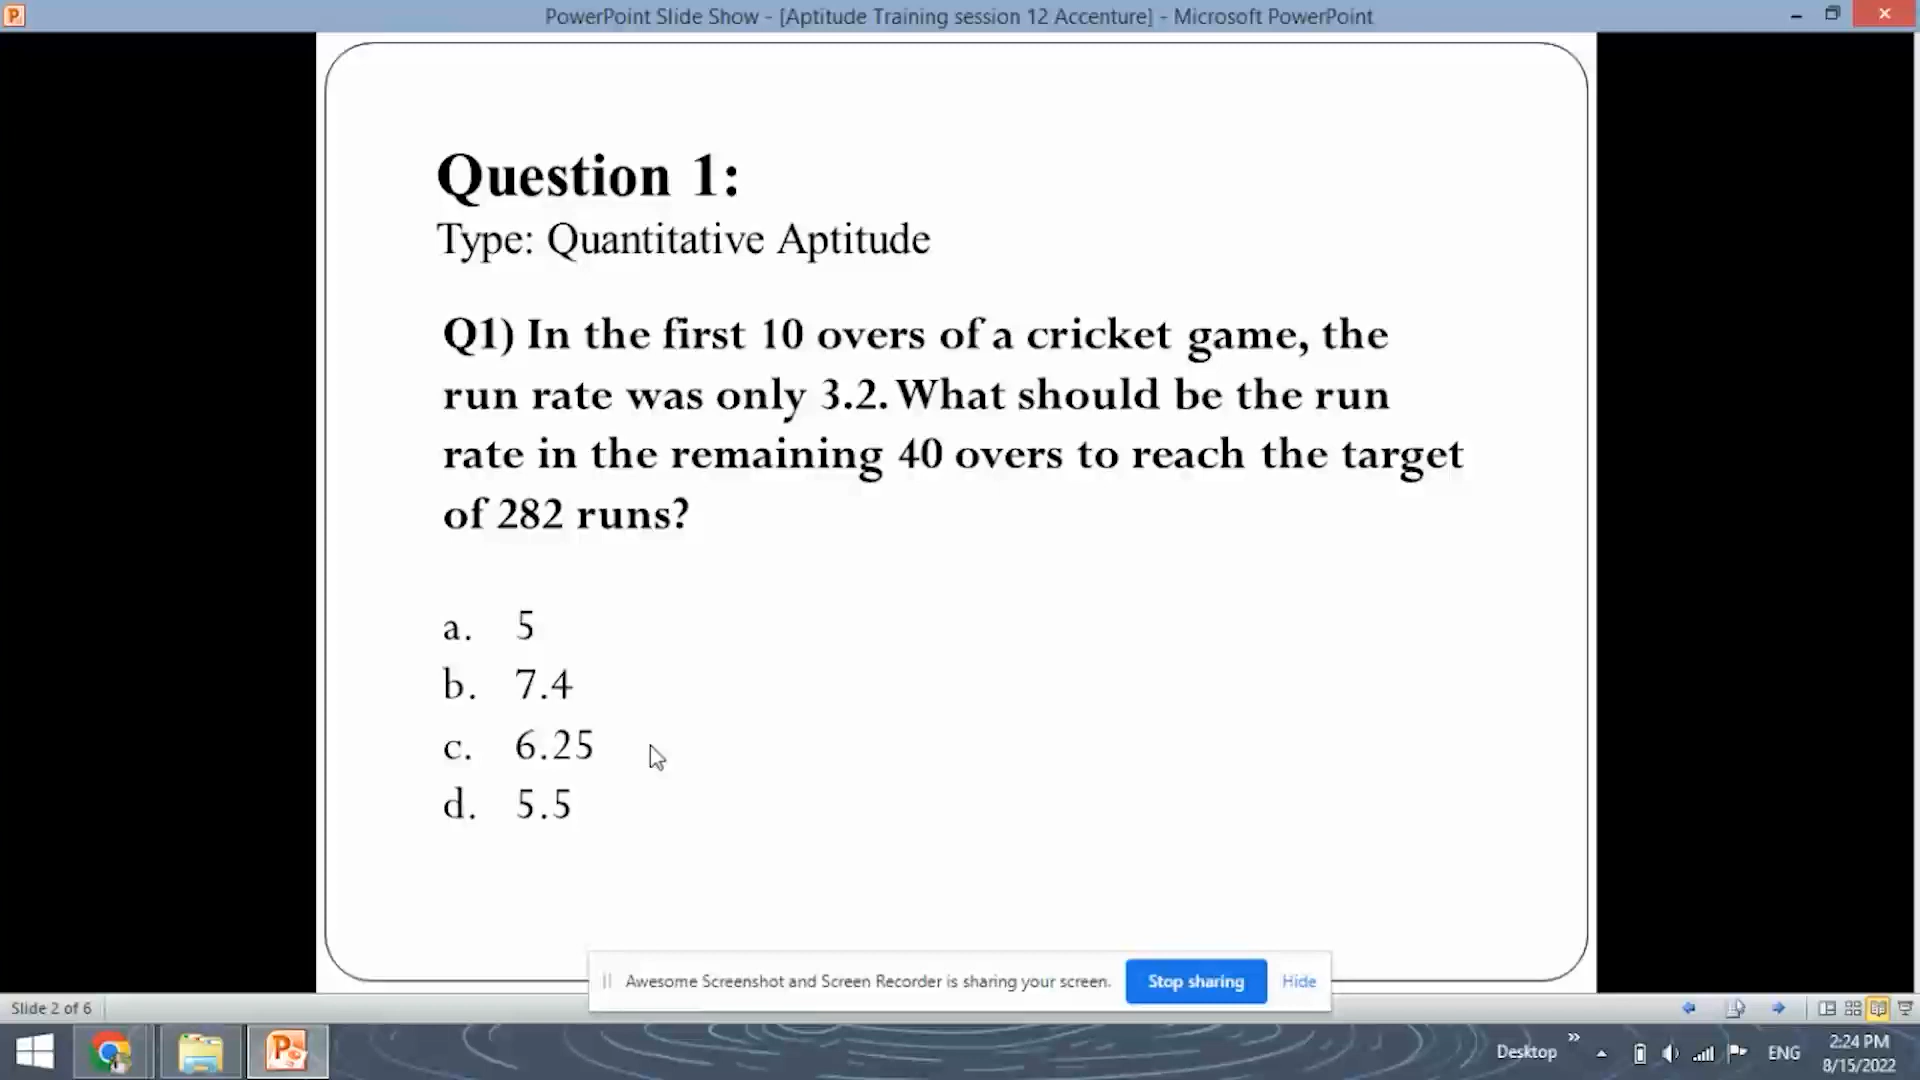 PowerPoint Slide Show - [Aptitude Training session 12 Accenture] - Microsoft PowerPoint
Question 1:
Type: Quantitative Aptitude
Q1) In the first 10 overs of a cricket game, the
run rate was only 3.2. What should be the run
rate in the remaining 40 overs to reach the target
of 282 runs?
a. 5
b. 7.4
c. 6.25
d. 5.5
Awesome Screenshot and Screen Recorder is sharing your screen. Stop sharing Hide
Slide 2 of 6
Desktop » ENG 2:24 PM
8/15/2022